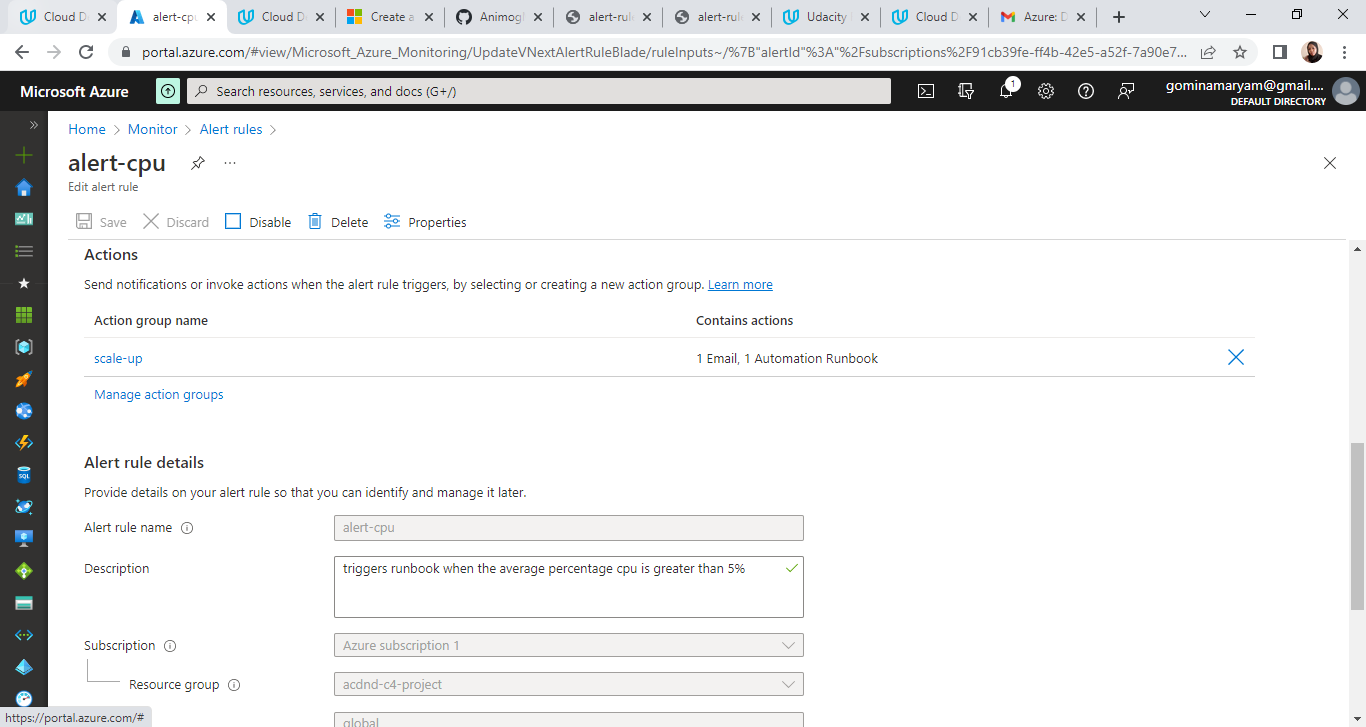 Cloud D
alert-cpu
Cloud D
Create a
Animog
alert-rul
alert-rul
Udacity
Cloud D
Azure: D
portal.azure.com/#view/Microsoft_Azure_Monitoring/UpdateVNextAlertRuleBlade/ruleInputs~/%7B"alertId"%3A"%2Fsubscriptions%2F91cb39fe-ff4b-42e5-a52f-7a90e7...
Microsoft Azure
Search resources, services, and docs (G+/)
1
gominamaryam@gmail....
DEFAULT DIRECTORY
Home > Monitor > Alert rules >
alert-cpu
...
Edit alert rule
Save
Discard
Disable
Delete
Properties
Actions
Send notifications or invoke actions when the alert rule triggers, by selecting or creating a new action group. Learn more
Action group name
Contains actions
scale-up
1 Email, 1 Automation Runbook
Manage action groups
SQL
Alert rule details
Provide details on your alert rule so that you can identify and manage it later.
Alert rule name
alert-cpu
Description
triggers runbook when the average percentage cpu is greater than 5%
Subscription
Azure subscription 1
Resource group
acdnd-c4-project
global
https://portal.azure.com/#